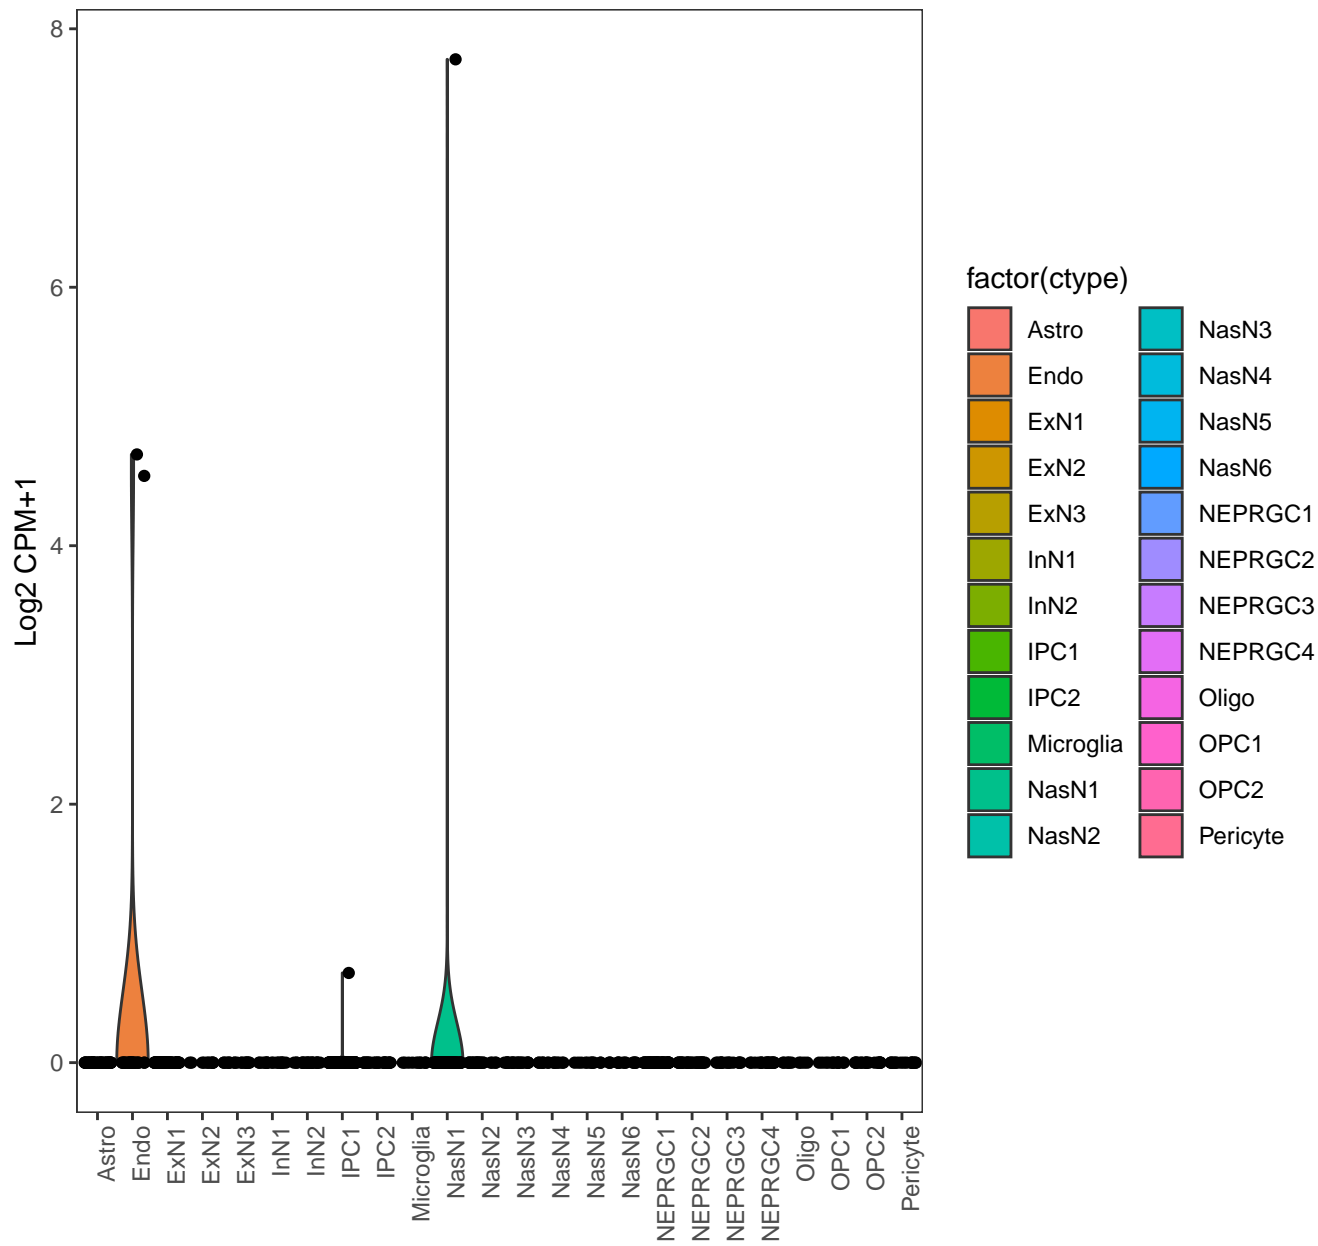 8
6
4
2
0
Log2 CPM+1
Astro
Endo
ExN1
ExN2
ExN3
InN1
InN2
IPC1
IPC2
Microglia
NasN1
NasN2
NasN3
NasN4
NasN5
NasN6
NEPRGC1
NEPRGC2
NEPRGC3
NEPRGC4
Oligo
OPC1
OPC2
Pericyte
factor(ctype)
Astro
Endo
ExN1
ExN2
ExN3
InN1
InN2
IPC1
IPC2
Microglia
NasN1
NasN2
NasN3
NasN4
NasN5
NasN6
NEPRGC1
NEPRGC2
NEPRGC3
NEPRGC4
Oligo
OPC1
OPC2
Pericyte